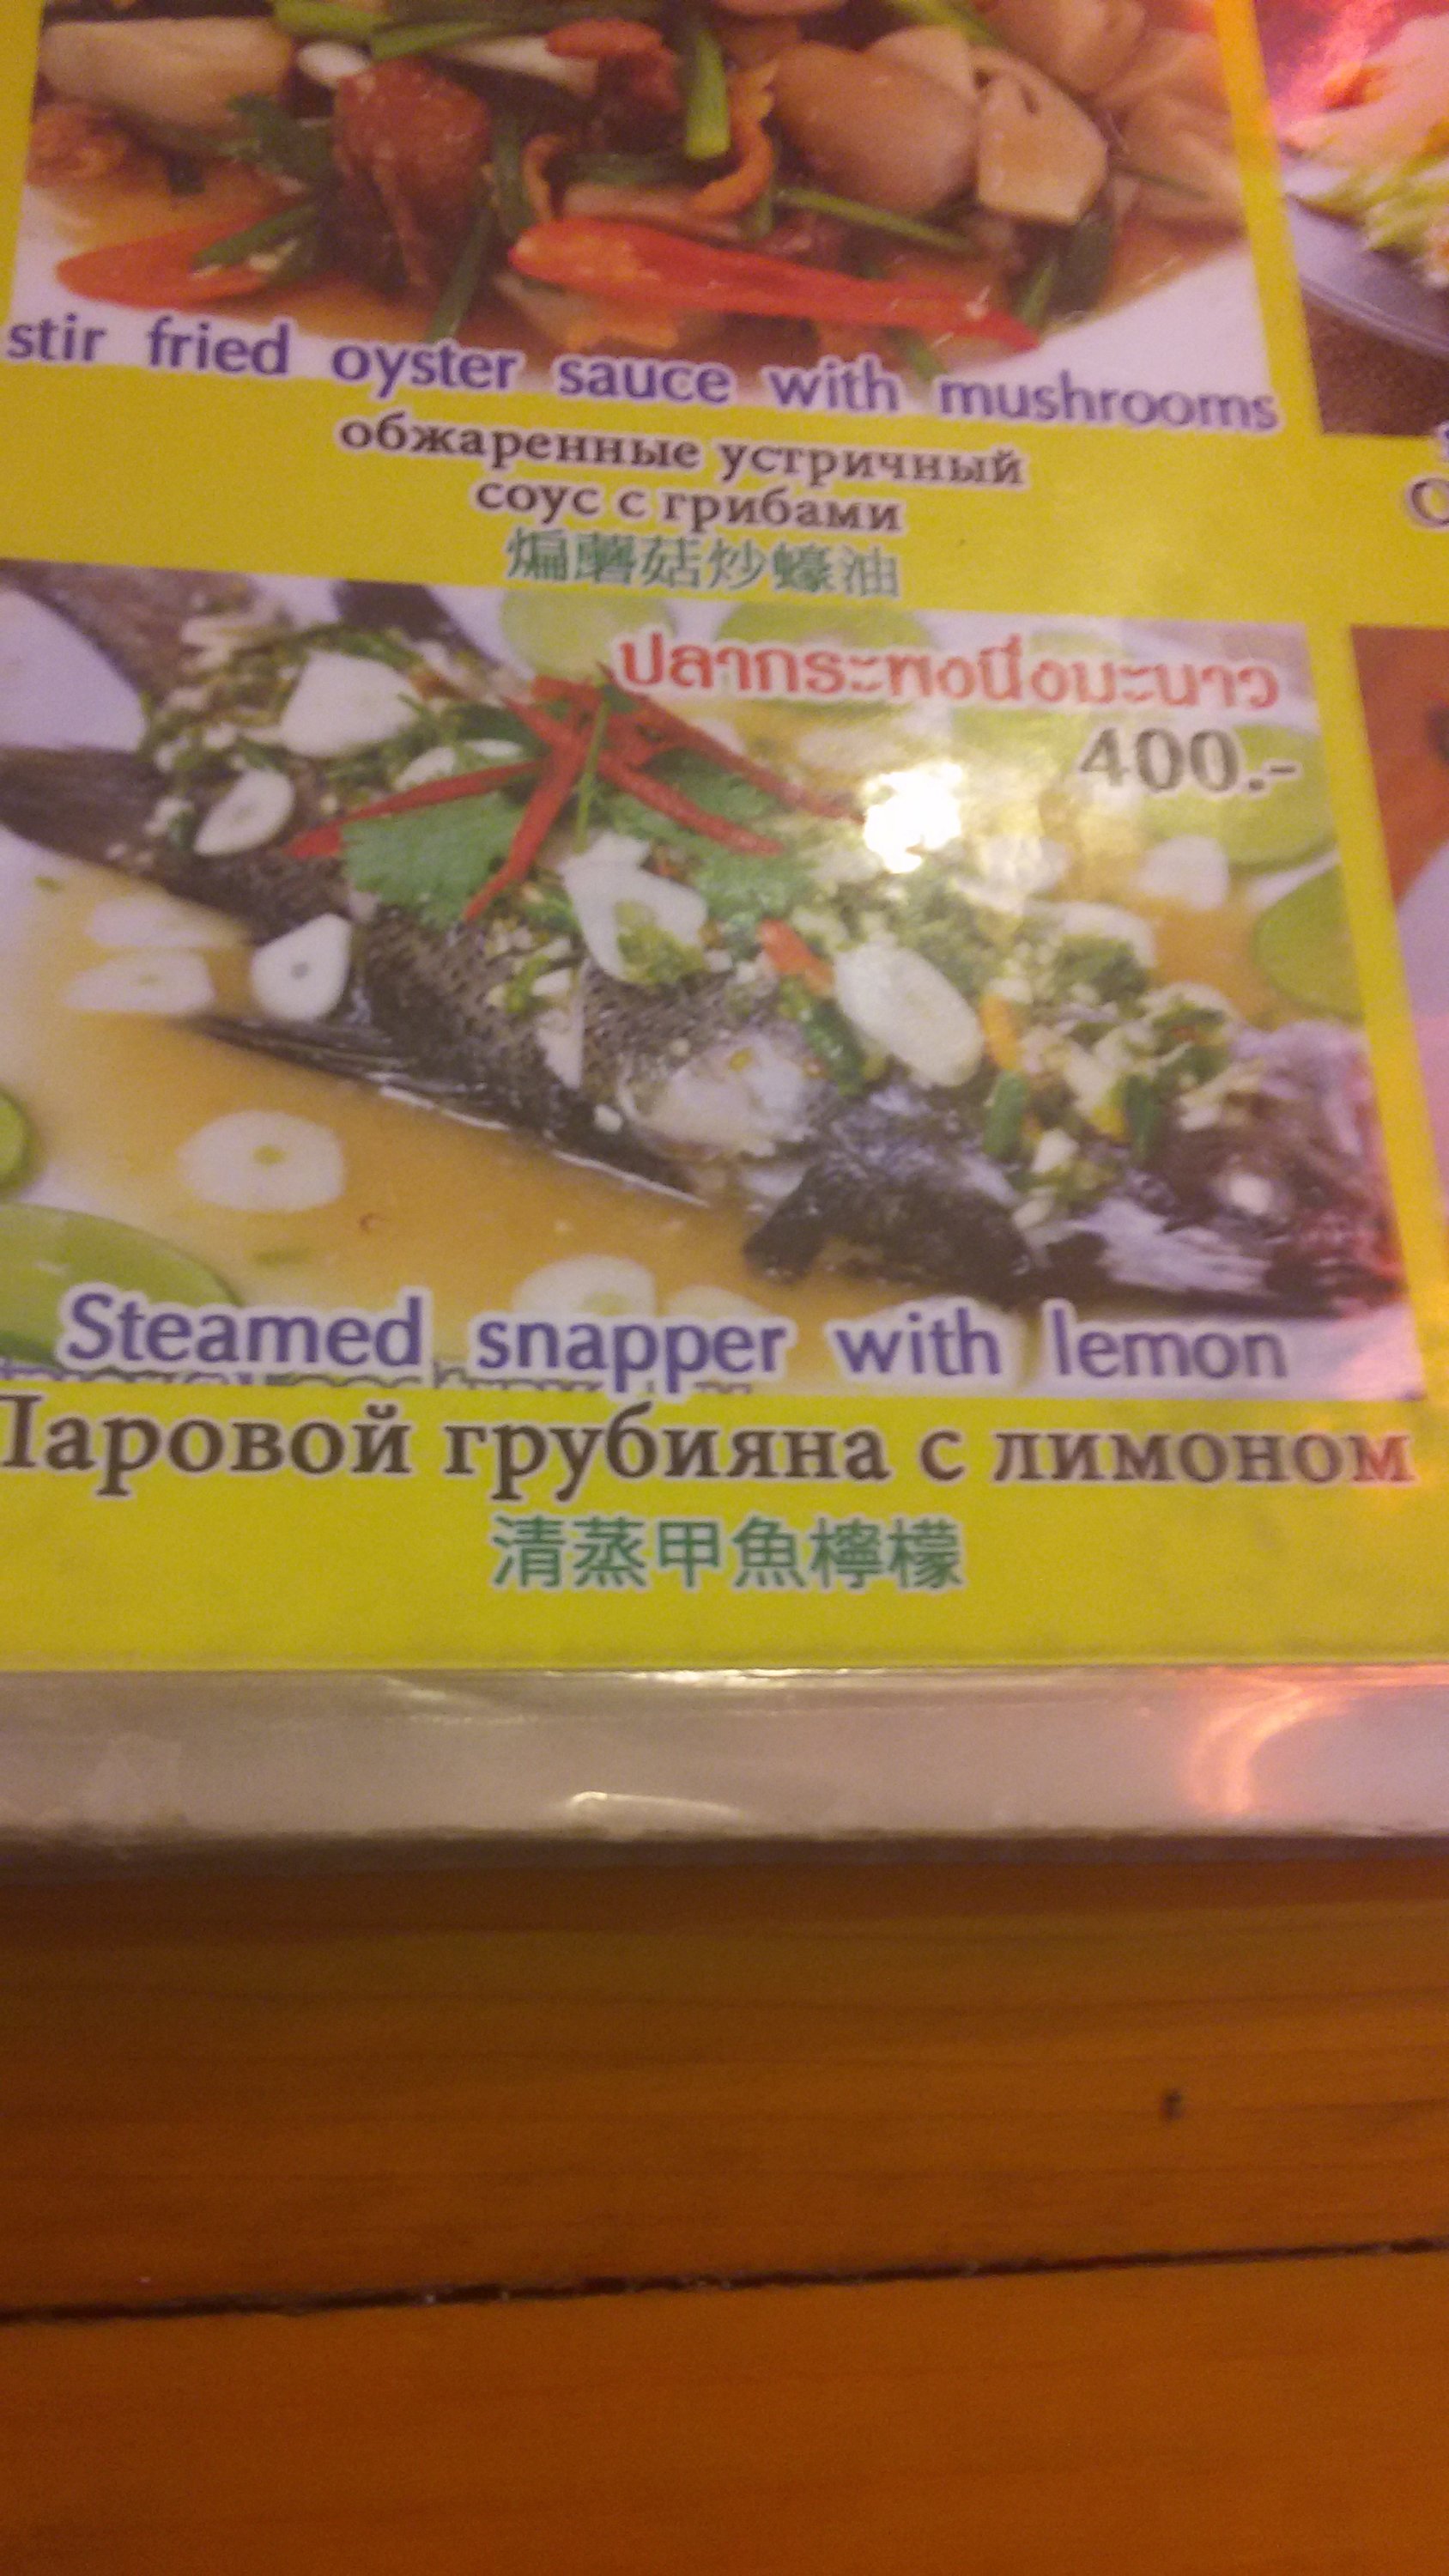 stir fried oyster sauce with mushrooms
обжаренные устричный
соус с грибами
煸蘑菇炒蠔油
ปลากระพงนึ่งมะนาว
400.-
Steamed snapper with lemon
Паровой грубияна с лимоном
清蒸甲魚檸檬